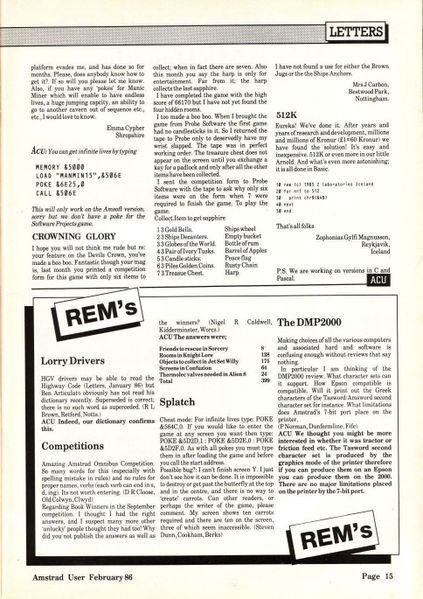 LETTERS
platform evades me, and has done so for
months. Please, does anybody know how to
get it?. If so will you please let me know.
Also, if you have any 'pokes' for Manic
Miner which will enable to have endless
lives, a huge jumping capcity, an ability to
go to another cavern out of sequence etc.,
etc., I would love to know.
Emma Cypher
Shropshire
ACU: You can get infinite lives by typing
MEMORY &5000
LOAD "MANMIN15",&506E
POKE &6E25,0
CALL &506E
This will only work on the Amsoft version,
sorry but we don't have a poke for the
Software Projects game.
CROWNING GLORY
I hope you will not think me rude but re:
your feature on the Devils Crown, you've
made a boo boo. Fantastic though your mag
is, last month you printed a competition
form for this game with only six items to
collect; when in fact there are seven. Also
this month you say the harp is only for
entertainment. Far from it; the harp
collects the last sapphire.
I have completed the game with the high
score of 66170 but I have not yet found the
four hidden rooms.
I too made a boo boo. When I brought the
game from Probe Software the first game
had no candlesticks in it. So I returned the
tape to Probe only to deservedly have my
wrist slapped. The tape was in perfect
working order. The treasure chest does not
appear on the screen until you exchange a
key for a padlock and only after all the other
items have been collected.
I sent the competition form to Probe
Software with the tape to ask why only six
items were on the form when 7 were
required to finish the game. To play the
game.
Collect.Item to get sapphire
1 3 Gold Bells. Ships wheel
2 3 Ships Decanters. Empty bucket
3 3 Globes of the World. Bottle of rum
4 3 Pair of Ivory Tusks. Barrel of Apples
5 3 Candle sticks. Peace flag
6 3 Piles Golden Coins. Rusty Chain
7 3 Treasure Chest. Harp
I have not found a use for either the Brown
Jugs or the the Ships Anchors.
Mrs J Carbon,
Bestwood Park,
Nottingham.
512K
Eureka! We've done it. After years and
years of research and development, millions
and millions of Kronur (£1=60 Kronur) we
have found the solution! It's easy and
inexpensive. 512K or even more in our little
Arnold. And what's even more astonishing;
it is all done in Basic.
10 rem (c) 1985 Z laboratories Iceland
20 for n=1 to 512
30 print chr$(&4B)
40 next
50 end
That's all folks
Zophonias Gylfi Magnusson,
Reykjavik,
Iceland
P.S. We are working on versions in C and
Pascal.
ACU
REM's
Lorry Drivers
HGV drivers may be able to read the
Highway Code (Letters, January 86) but
Ben Articulato obviously has not read his
dictionary recently. Superseded is correct;
there is no such word as superceded. (R L
Brown, Retford, Notts.)
ACU Indeed, our dictionary confirms
this.
Competitions
Amazing Amstrad Omnibus Competition.
So many words for this (especially with
spelling mistake in rules) and no rules for
proper names, verbs (each verb can end in s,
d, ing). Its not worth entering. (D R Cloose,
Old Colwyn, Clwyd)
Regarding Book Winners in the September
competition. I thought I had the right
answers, and I suspect many more other
'unlucky' people thought they had too! Why
did you not publish the answers as well as
the winners? (Nigel R Caldwell,
Kidderminster, Worcs.)
ACU The answers were;
Friends to rescue in Sorcery 8
Rooms in Knight Lore 128
Objects to collect in Jet Set Willy 175
Screens in Confusion 64
Thermolec valves needed in Alien 8 24
Total 399
Splatch
Cheat mode: For infinite lives type: POKE
&564C,0. If you would like to enter the
game at any screen you want then type:
POKE &5D2D,1 : POKE &5D2E,0 : POKE
&5D2F,0. As with all pokes you must type
them in after loading the game and before
you call the start address.
Possible bug?: I can't finish screen Y. I just
don't see how it can be done. It is impossible
to destroy or get past the butterfly at the top
and in the centre, and there is no way to
'create' carrots. Can other readers, or
perhaps the writer of the game, please
comment. My screen shows ten carrots
required and there are ten on the screen,
three of which seem inaccessible. (Steven
Dunn, Cookham, Berks)
The DMP2000
Making choices of all the various computers
and associated hard and software is
confusing enough without reviews that say
nothing.
In particular I am thinking of the
DMP2000 review. What character sets can
it support. How Epson compatible is
compatible. Will it print out the Greek
characters of the Tasword/Amsword second
character set for instance. What limitations
does Amstrad's 7-bit port place on the
printer.
(P Norman, Dunfermline, Fife)
ACU We thought you might be more
interested in whether it was tractor or
friction feed etc. The Tasword second
character set is produced by the
graphics mode of the printer therefore
if you can produce them on an Epson
you can produce them on the 2000.
There are no major limitations placed
on the printer by the 7-bit port.
REM's
Amstrad User February 86
Page 15